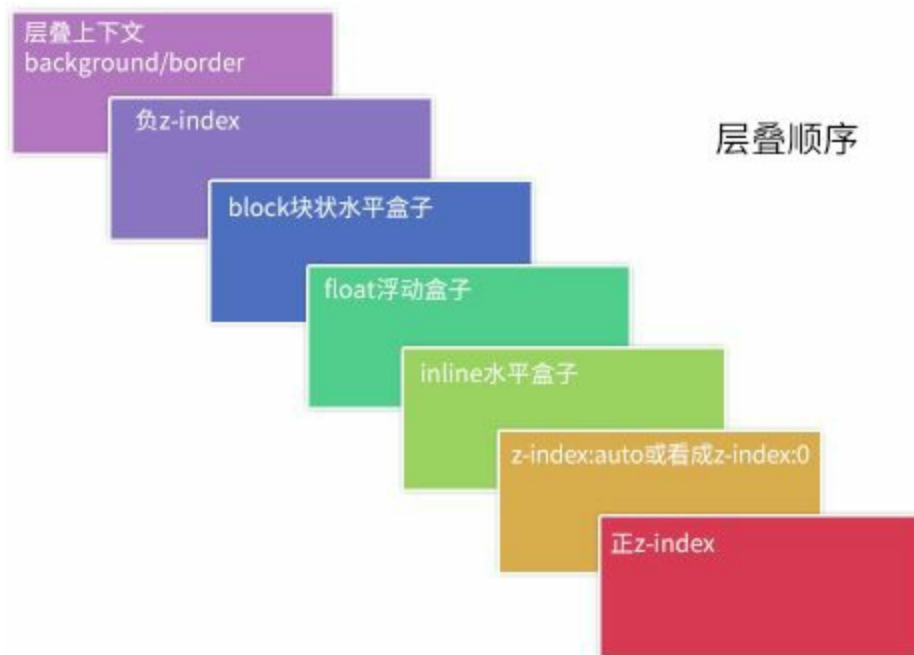 层叠上下文
background/border
负z-index
层叠顺序
block块状水平盒子
float浮动盒子
inline水平盒子
z-index:auto或看成z-index:0
正z-index